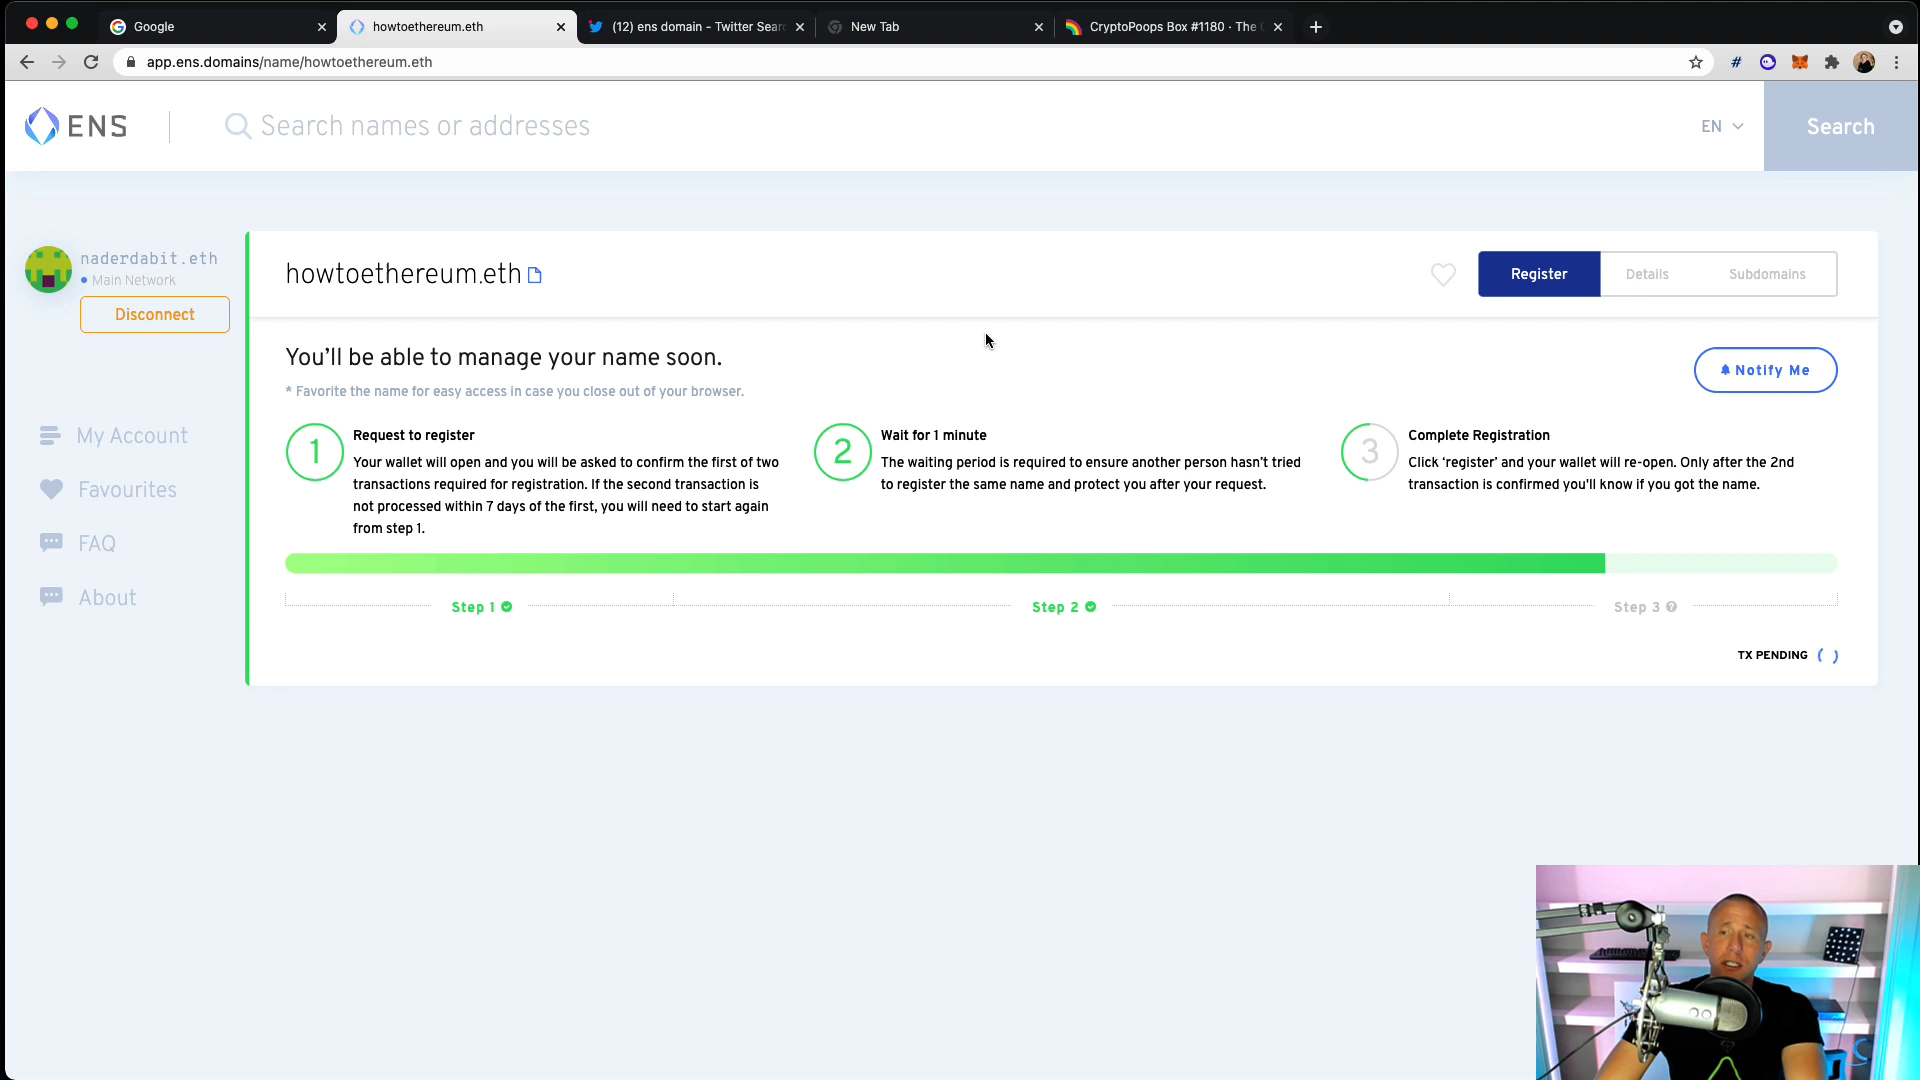 Google
howtoethereum.eth
(12) ens domain - Twitter Sear
New Tab
CryptoPoops Box #1180 · The
app.ens.domains/name/howtoethereum.eth
ENS
Search names or addresses
EN
Search
naderdabit.eth
Main Network
Disconnect
My Account
Favourites
FAQ
About
howtoethereum.eth
Register
Details
Subdomains
You’ll be able to manage your name soon.
* Favorite the name for easy access in case you close out of your browser.
Notify Me
1
Request to register
Your wallet will open and you will be asked to confirm the first of two
transactions required for registration. If the second transaction is
not processed within 7 days of the first, you will need to start again
from step 1.
2
Wait for 1 minute
The waiting period is required to ensure another person hasn’t tried
to register the same name and protect you after your request.
3
Complete Registration
Click ‘register’ and your wallet will re-open. Only after the 2nd
transaction is confirmed you'll know if you got the name.
Step 1
Step 2
Step 3
TX PENDING